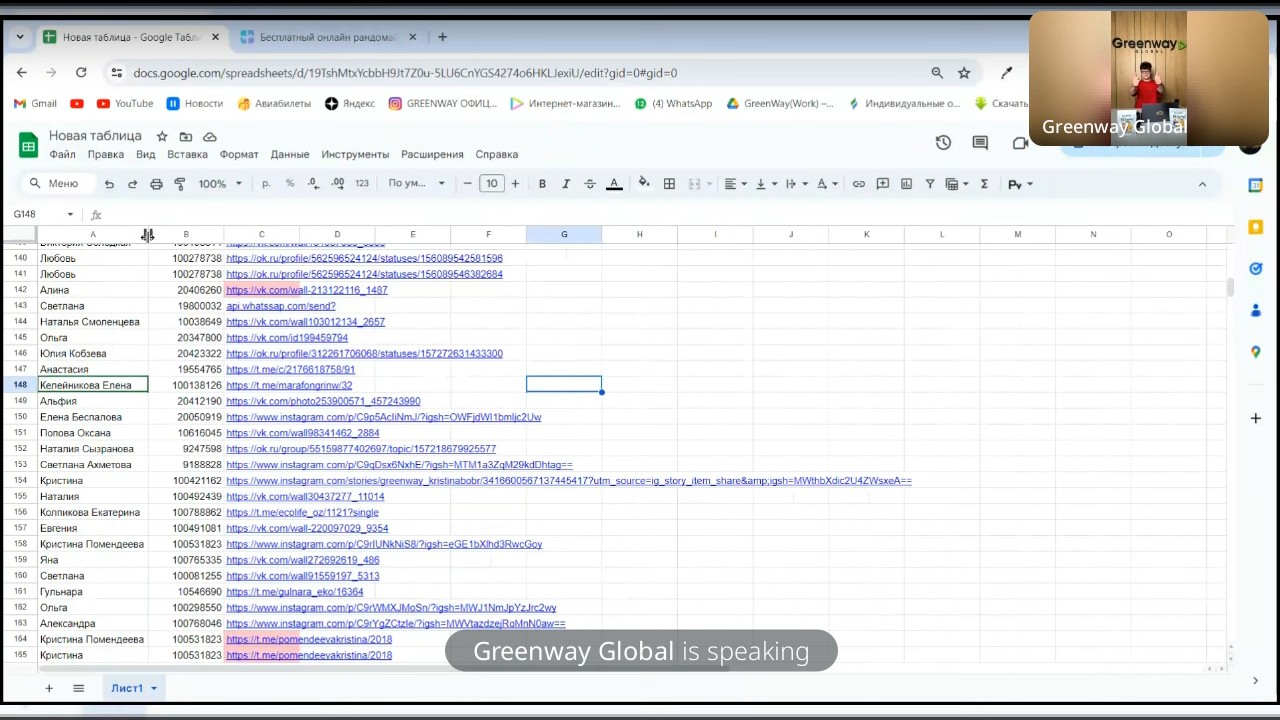 Новая таблица - Google Табли
Бесплатный онлайн рандомай
docs.google.com/spreadsheets/d/19TshMtxYcbbH9Jt7Z0u-5LU6CnYGS4274o6HKLJexiU/edit?gid=0#gid=0
Gmail YouTube Новости Авиабилеты Яндекс GREENWAY ОФИЦ... Интернет-магазин... (4) WhatsApp GreenWay(Work) –... Индивидуальные о... Скачать
Greenway
GLOBAL
Greenway Global
Новая таблица
Файл Правка Вид Вставка Формат Данные Инструменты Расширения Справка
Меню 100% р. % .0 .00 123 По ум... 10 B I A Σ
G148 fx
A B C D E F G H I J K L M N O
140 Любовь 100278738 https://ok.ru/profile/562596524124/statuses/156089542581596
141 Любовь 100278738 https://ok.ru/profile/562596524124/statuses/156089546382684
142 Алина 20406260 https://vk.com/wall-213122116_1487
143 Светлана 19800032 api.whatssap.com/send?
144 Наталья Смоленцева 10038649 https://vk.com/wall103012134_2657
145 Ольга 20347800 https://vk.com/id199459794
146 Юлия Кобзева 20423322 https://ok.ru/profile/312261706068/statuses/157272631433300
147 Анастасия 19554765 https://t.me/c/2176618758/91
148 Келейникова Елена 100138126 https://t.me/marafongrinw/32
149 Альфия 20412190 https://vk.com/photo253900571_457243990
150 Елена Беспалова 20050919 https://www.instagram.com/p/C9p5AcIiNmJ/?igsh=OWFjdWI1bmljc2Uw
151 Попова Оксана 10616045 https://vk.com/wall98341462_2884
152 Наталия Сызранова 9247598 https://ok.ru/group/55159877402697/topic/157218679925577
153 Светлана Ахметова 9188828 https://www.instagram.com/p/C9qDsx6NxhE/?igsh=MTM1a3ZqM29kdDhtag==
154 Кристина 100421162 https://www.instagram.com/stories/greenway_kristinabobr/3416600567137445417?utm_source=ig_story_item_share&amp;igsh=MWthbXdic2U4ZWsxeA==
155 Наталия 100492439 https://vk.com/wall30437277_11014
156 Колпикова Екатерина 100788862 https://t.me/ecolife_oz/1121?single
157 Евгения 100491081 https://vk.com/wall-220097029_9354
158 Кристина Помендеева 100531823 https://www.instagram.com/p/C9rIUNkNiS8/?igsh=eGE1bXlhd3RwcGoy
159 Яна 100765335 https://vk.com/wall272692619_486
160 Светлана 100081255 https://vk.com/wall91559197_5313
161 Гульнара 10546690 https://t.me/gulnara_eko/16364
162 Ольга 100298550 https://www.instagram.com/p/C9rWMXJMoSn/?igsh=MWJ1NmJpYzJrc2wy
163 Александра 100768046 https://www.instagram.com/p/C9rYgZCtzIe/?igsh=MWVtazdzejRoMnN0aw==
164 Кристина Помендеева 100531823 https://t.me/pomendeevakristina/2018
165 Кристина 100531823 https://t.me/pomendeevakristina/2018
Greenway Global is speaking
Лист1